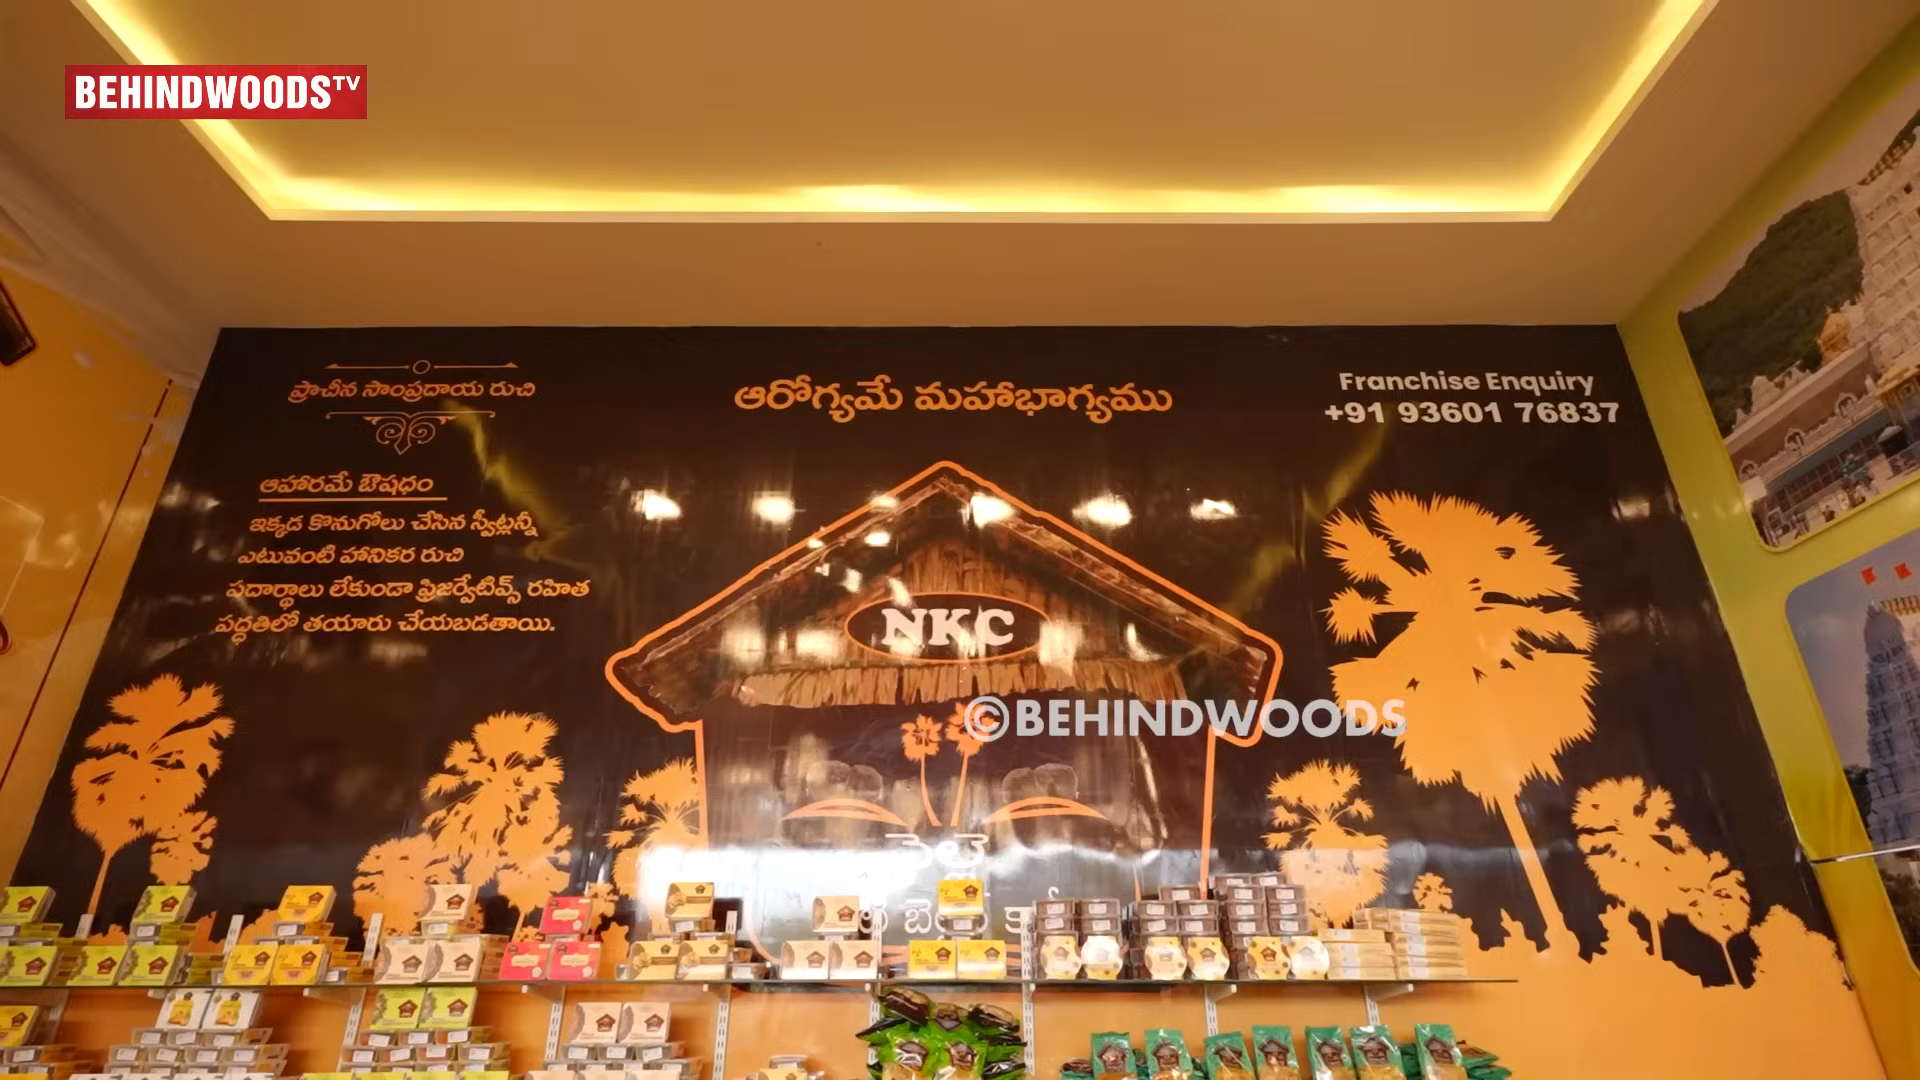 BEHINDWOODS TV
ప్రాచీన సాంప్రదాయ రుచి
ఆరోగ్యమే మహాభాగ్యము
Franchise Enquiry
+91 93601 76837
ఆహారమే ఔషధం
ఇక్కడ కొనుగోలు చేసిన స్వీట్లన్నీ
ఎటువంటి హానికర రుచి
పదార్థాలు లేకుండా ప్రిజర్వేటివ్స్ రహిత
పద్ధతిలో తయారు చేయబడతాయి.
NKC
©BEHINDWOODS